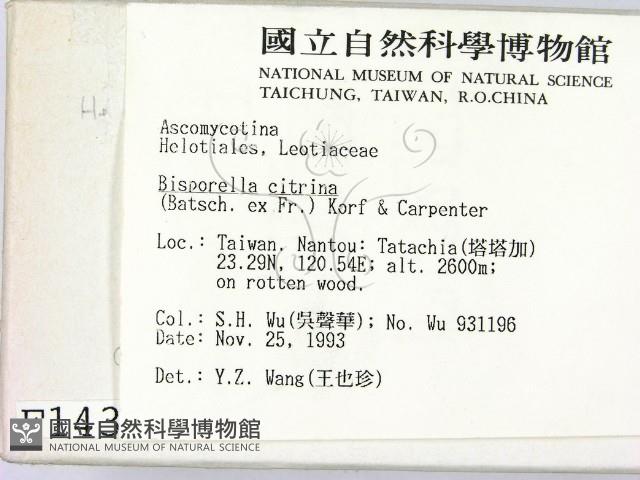 國立自然科學博物館
NATIONAL MUSEUM OF NATURAL SCIENCE
TAICHUNG, TAIWAN, R.O.CHINA
Ascomycotina
Helotiales, Leotiaceae
Bisporella citrina
(Batsch. ex Fr.) Korf & Carpenter
Loc.: Taiwan, Nantou: Tatachia(塔塔加)
23.29N, 120.54E; alt. 2600m;
on rotten wood.
Col.: S.H. Wu(吳聲華); No. Wu 931196
Date: Nov. 25, 1993
Det.: Y.Z. Wang(王也珍)
國立自然科學博物館
NATIONAL MUSEUM OF NATURAL SCIENCE